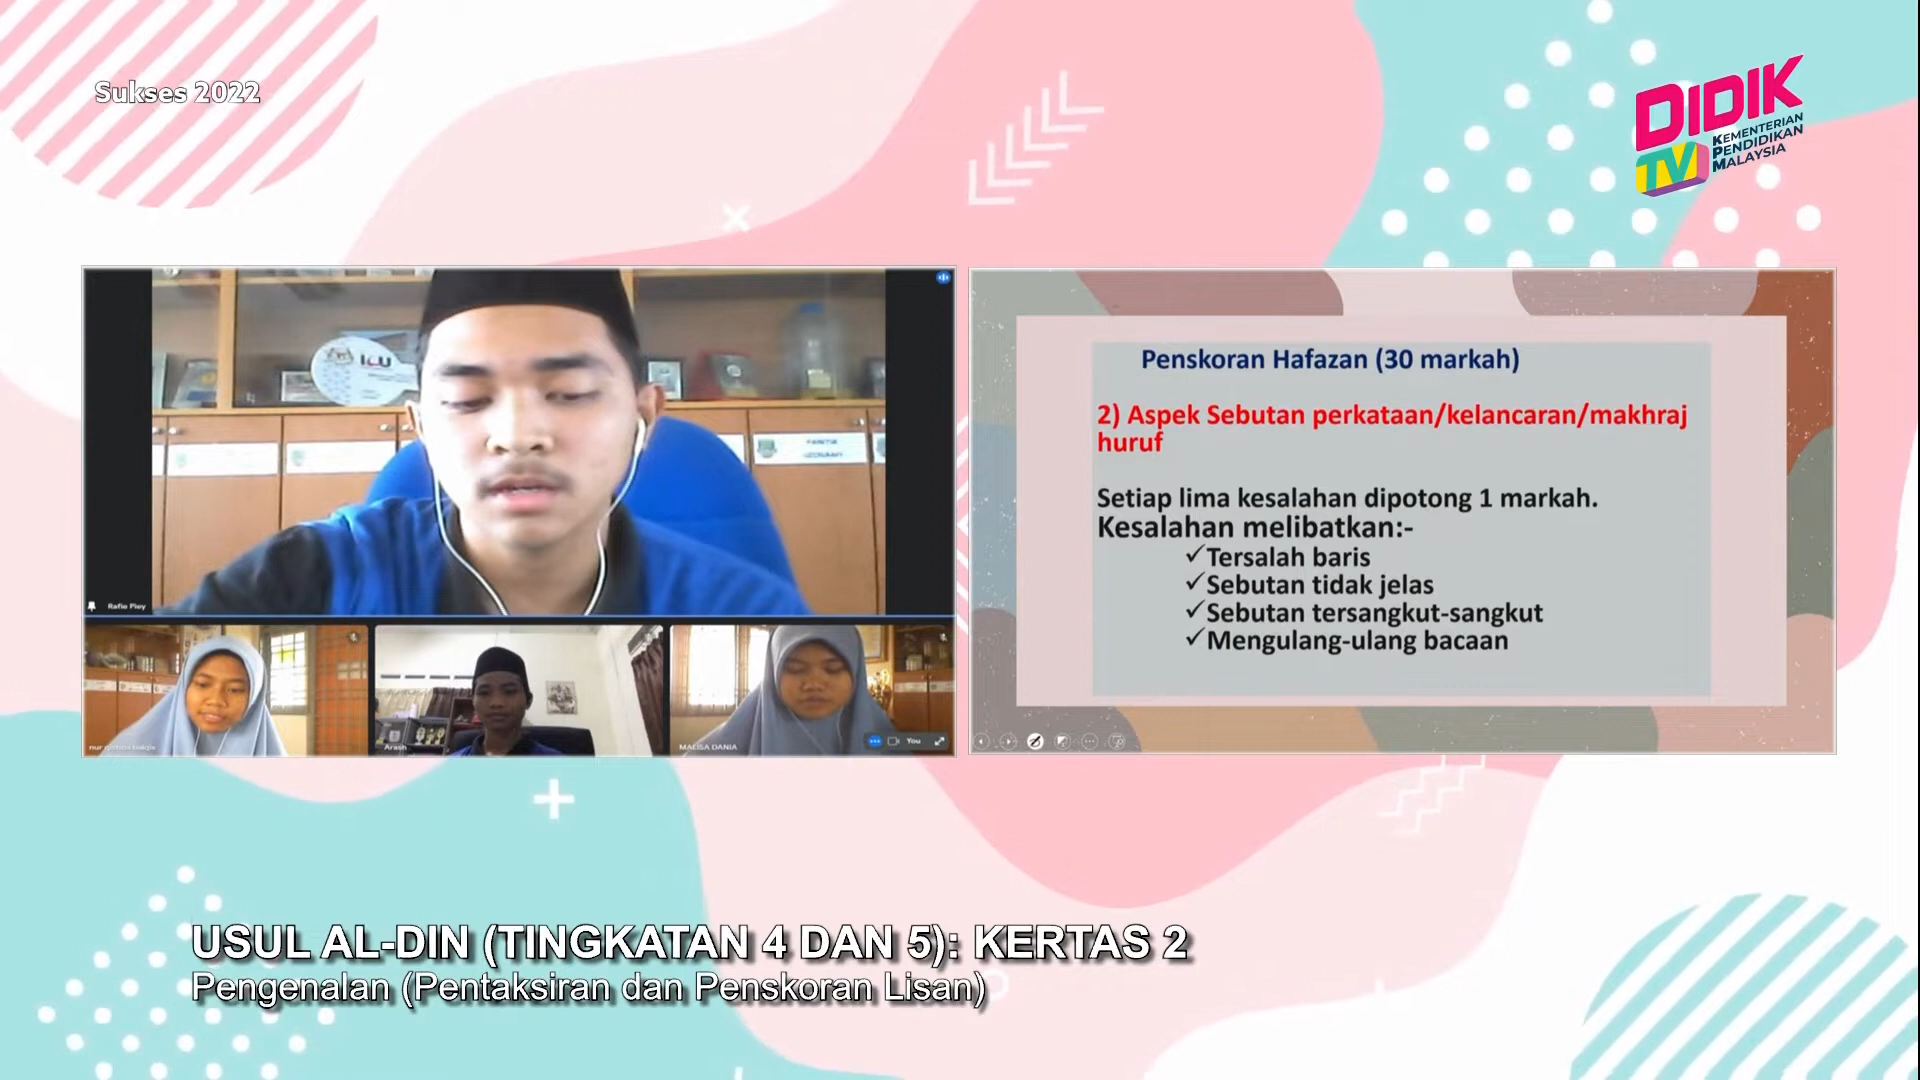 Sukses 2022
DIDIK
TV
KEMENTERIAN
PENDIDIKAN
MALAYSIA
Rafie Piey
Arash
MALISA DANIA
You
Penskoran Hafazan (30 markah)
2) Aspek Sebutan perkataan/kelancaran/makhraj
huruf
Setiap lima kesalahan dipotong 1 markah.
Kesalahan melibatkan:-
✓Tersalah baris
✓Sebutan tidak jelas
✓Sebutan tersangkut-sangkut
✓Mengulang-ulang bacaan
USUL AL-DIN (TINGKATAN 4 DAN 5): KERTAS 2
Pengenalan (Pentaksiran dan Penskoran Lisan)